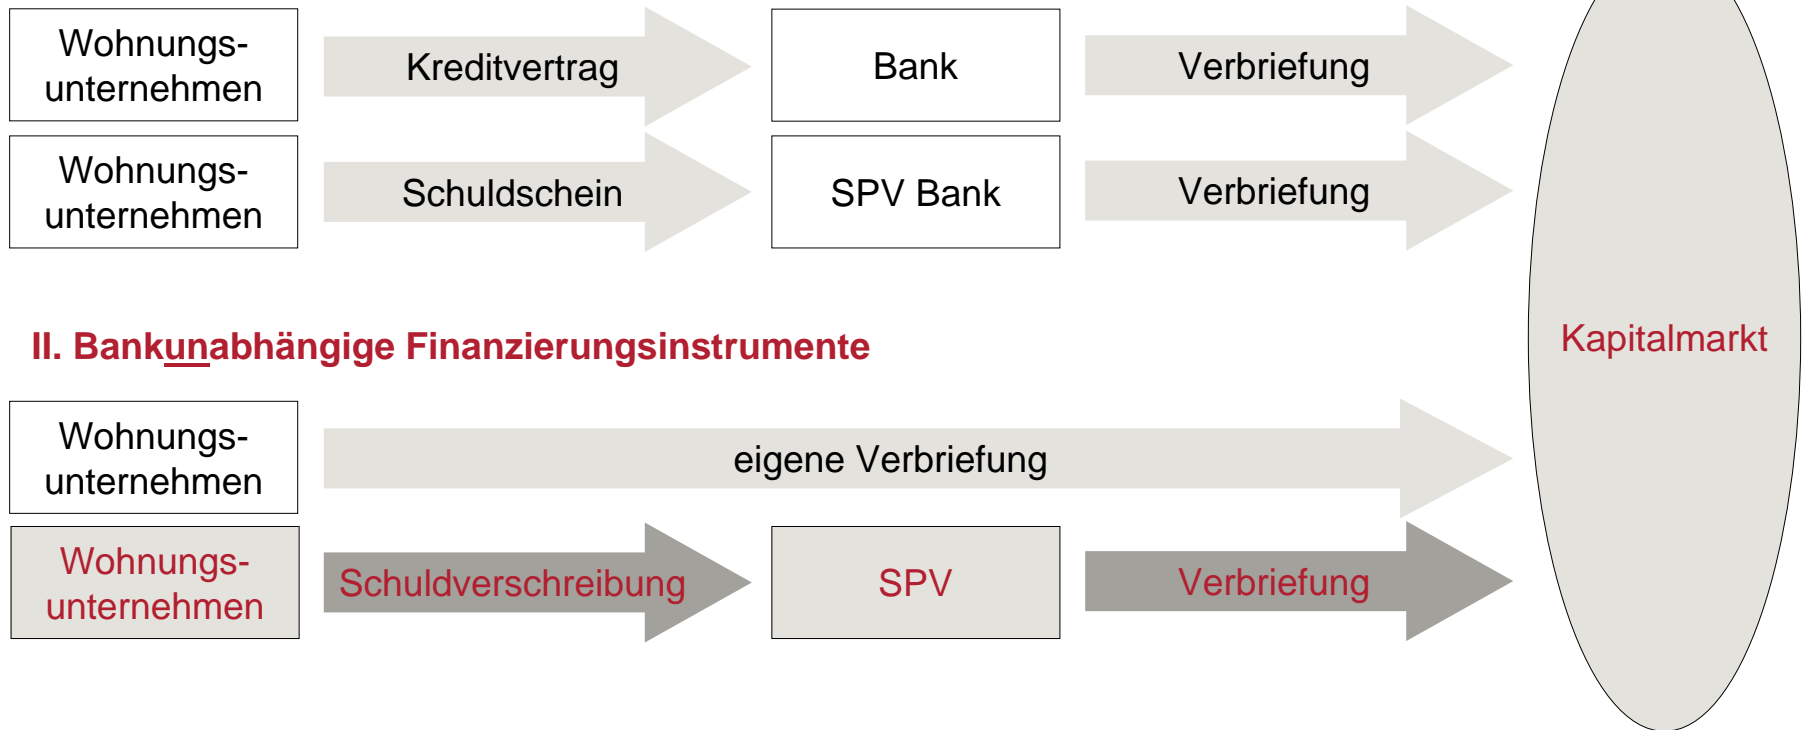 Wohnungs-
unternehmen
Kreditvertrag
Bank
Verbriefung
Wohnungs-
unternehmen
Schuldschein
SPV Bank
Verbriefung
II. Bankunabhängige Finanzierungsinstrumente
Kapitalmarkt
Wohnungs-
unternehmen
eigene Verbriefung
Wohnungs-
unternehmen
Schuldverschreibung
SPV
Verbriefung